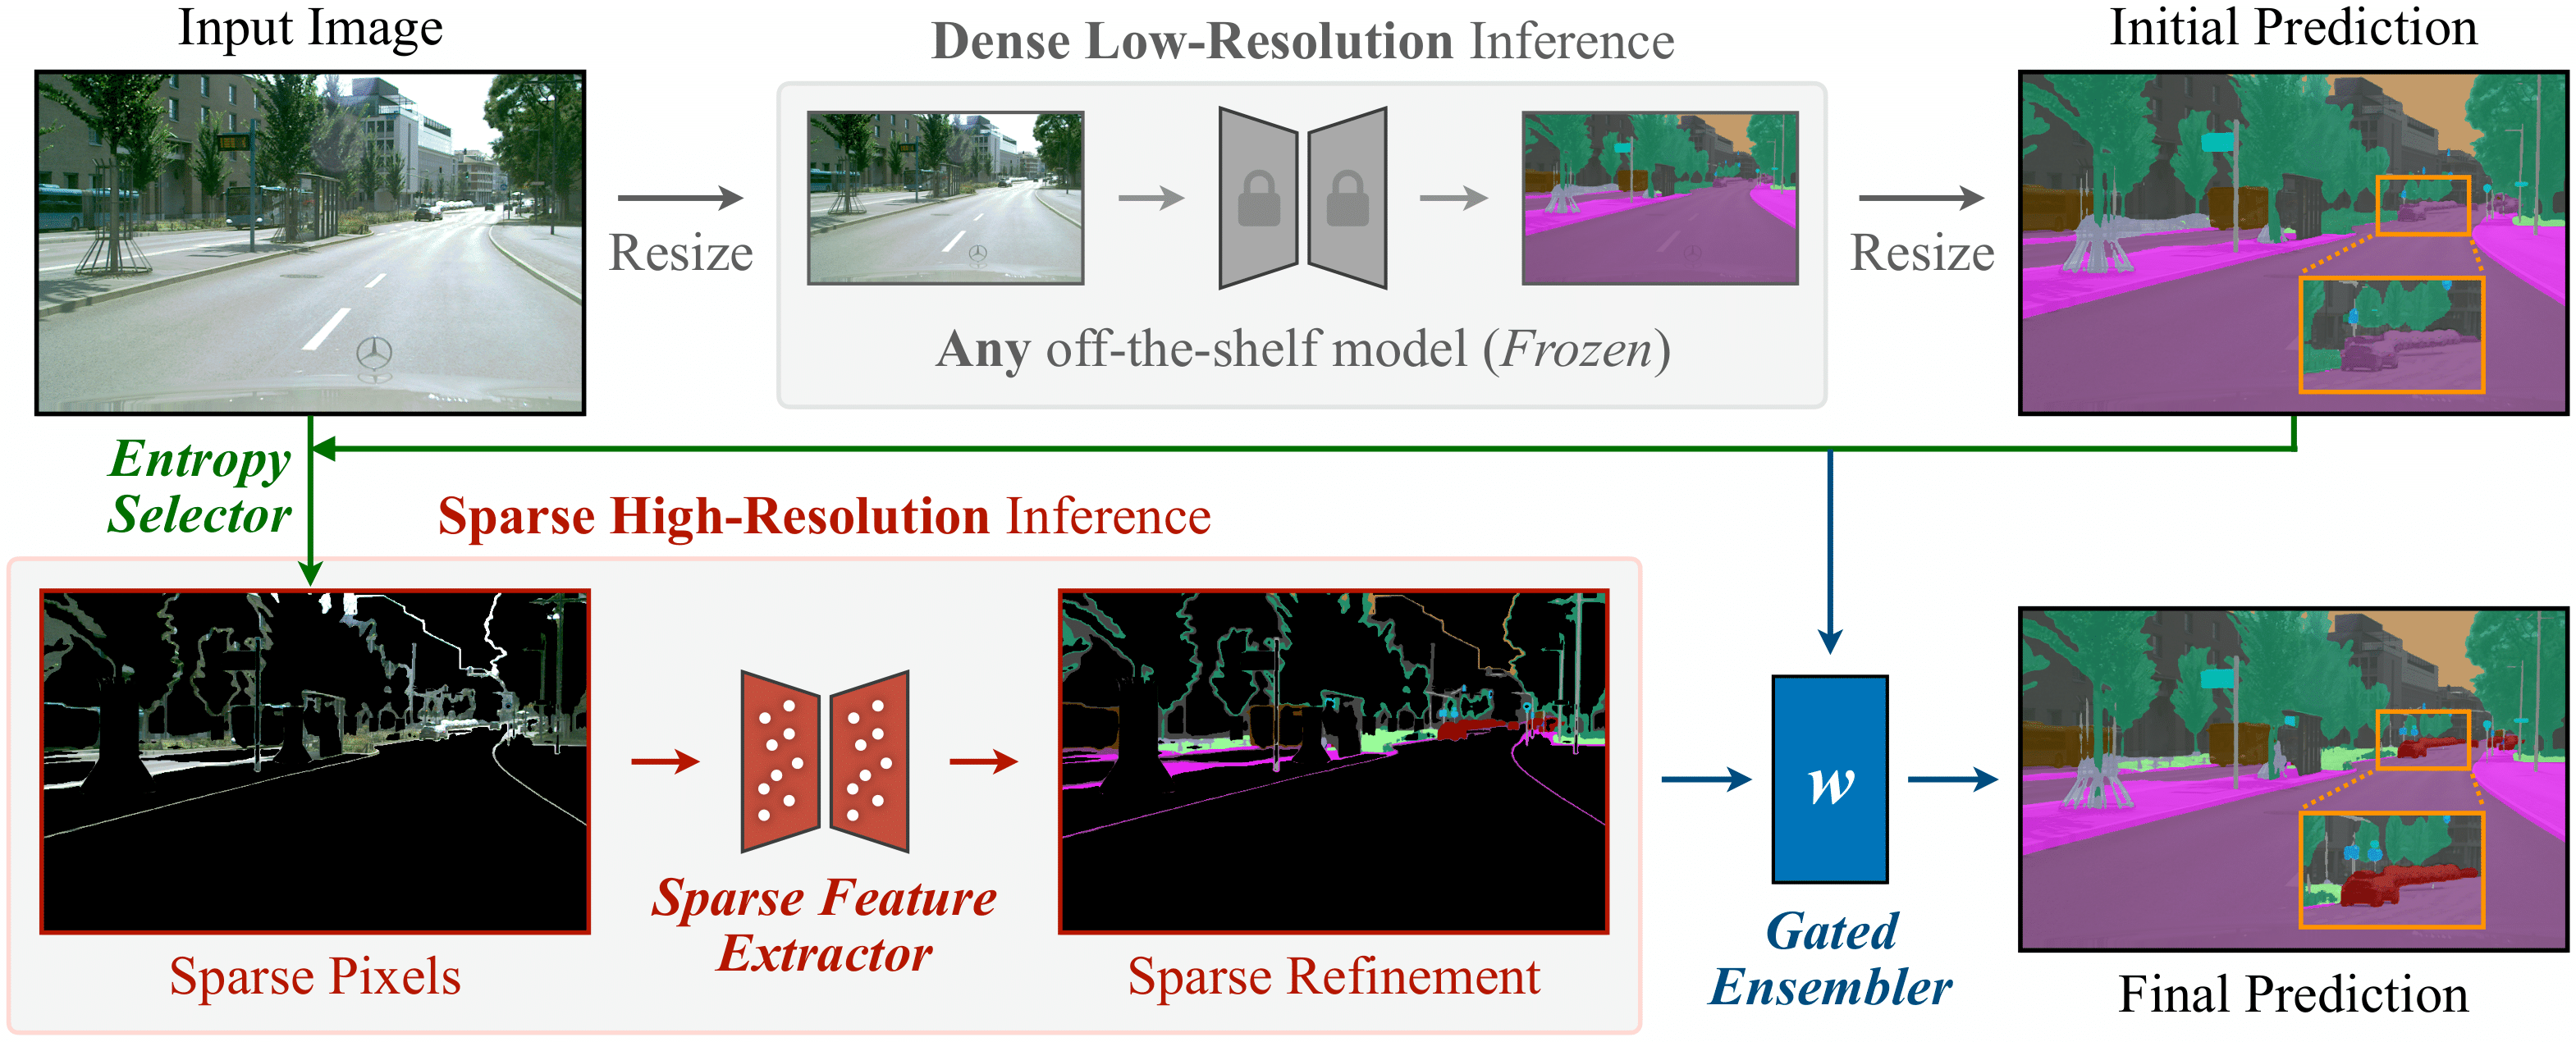 Input Image
Dense Low-Resolution Inference
Initial Prediction
Resize
Any off-the-shelf model (Frozen)
Resize
Entropy
Selector
Sparse High-Resolution Inference
Sparse Pixels
Sparse Feature
Extractor
Sparse Refinement
w
Gated
Ensembler
Final Prediction